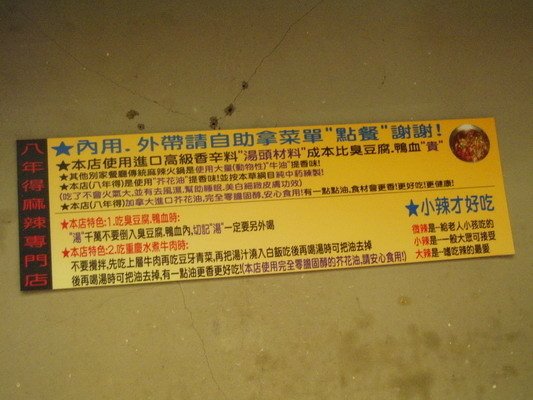 八年得麻辣專門店
★內用．外帶請自助拿菜單"點餐"謝謝!
★本店使用進口高級香辛料"湯頭材料"成本比臭豆腐.鴨血"貴"
★其他別家餐廳傳統麻辣火鍋是使用大量(動物性)"牛油"提香味!
★本店(八年得)是使用"芥花油"提香味!並按本草綱目純中葯練製!
(吃了不會火氣大,並有去風濕,幫助睡眠,美白細緻皮膚功效)
★本店(八年得)加拿大進口芥花油,完全零膽固醇,安心食用!有一點點油,食材會更香!更好吃!更健康!
★本店特色:1.吃臭豆腐,鴨血時:
"湯"千萬不要倒入臭豆腐,鴨血內,切記"湯"一定要另外喝
★本店特色:2.吃重慶水煮牛肉時:
不要攪拌,先吃上層牛肉再吃豆牙青菜,再把湯汁澆入白飯吃後再喝湯時可把油去掉
後再喝湯時可把油去掉,有一點油更香更好吃!(本店使用完全零膽固醇的芥花油,請安心食用!)
★小辣才好吃
微辣是一給老人小孩吃的
小辣是一一般大眾可接受
大辣是一嗜吃辣的最愛